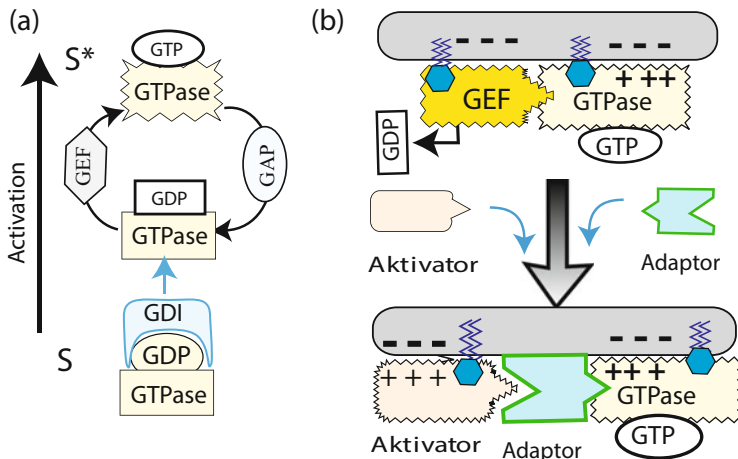 (a)
S*
GTP
GTPase
GEF
GAP
Activation
GDP
GTPase
GDI
S
GDP
GTPase
(b)
- - -
- - -
GEF
+ ++
GTPase
GDP
GTP
Aktivator
Adaptor
- - -
- - -
+ + +
++ +
GTPase
Aktivator
Adaptor
GTP